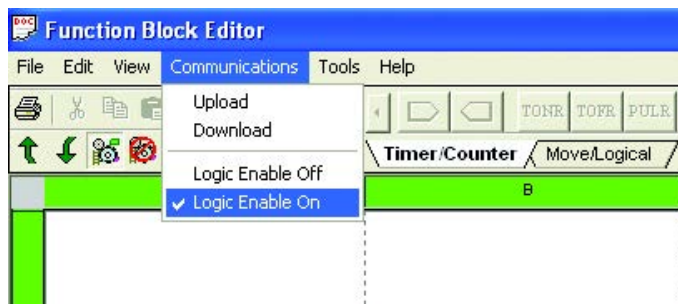 DOC
Function Block Editor
File Edit View Communications Tools Help
Upload
Download
Logic Enable Off
Logic Enable On
TONR TOFR PULR
Timer/Counter Move/Logical
B